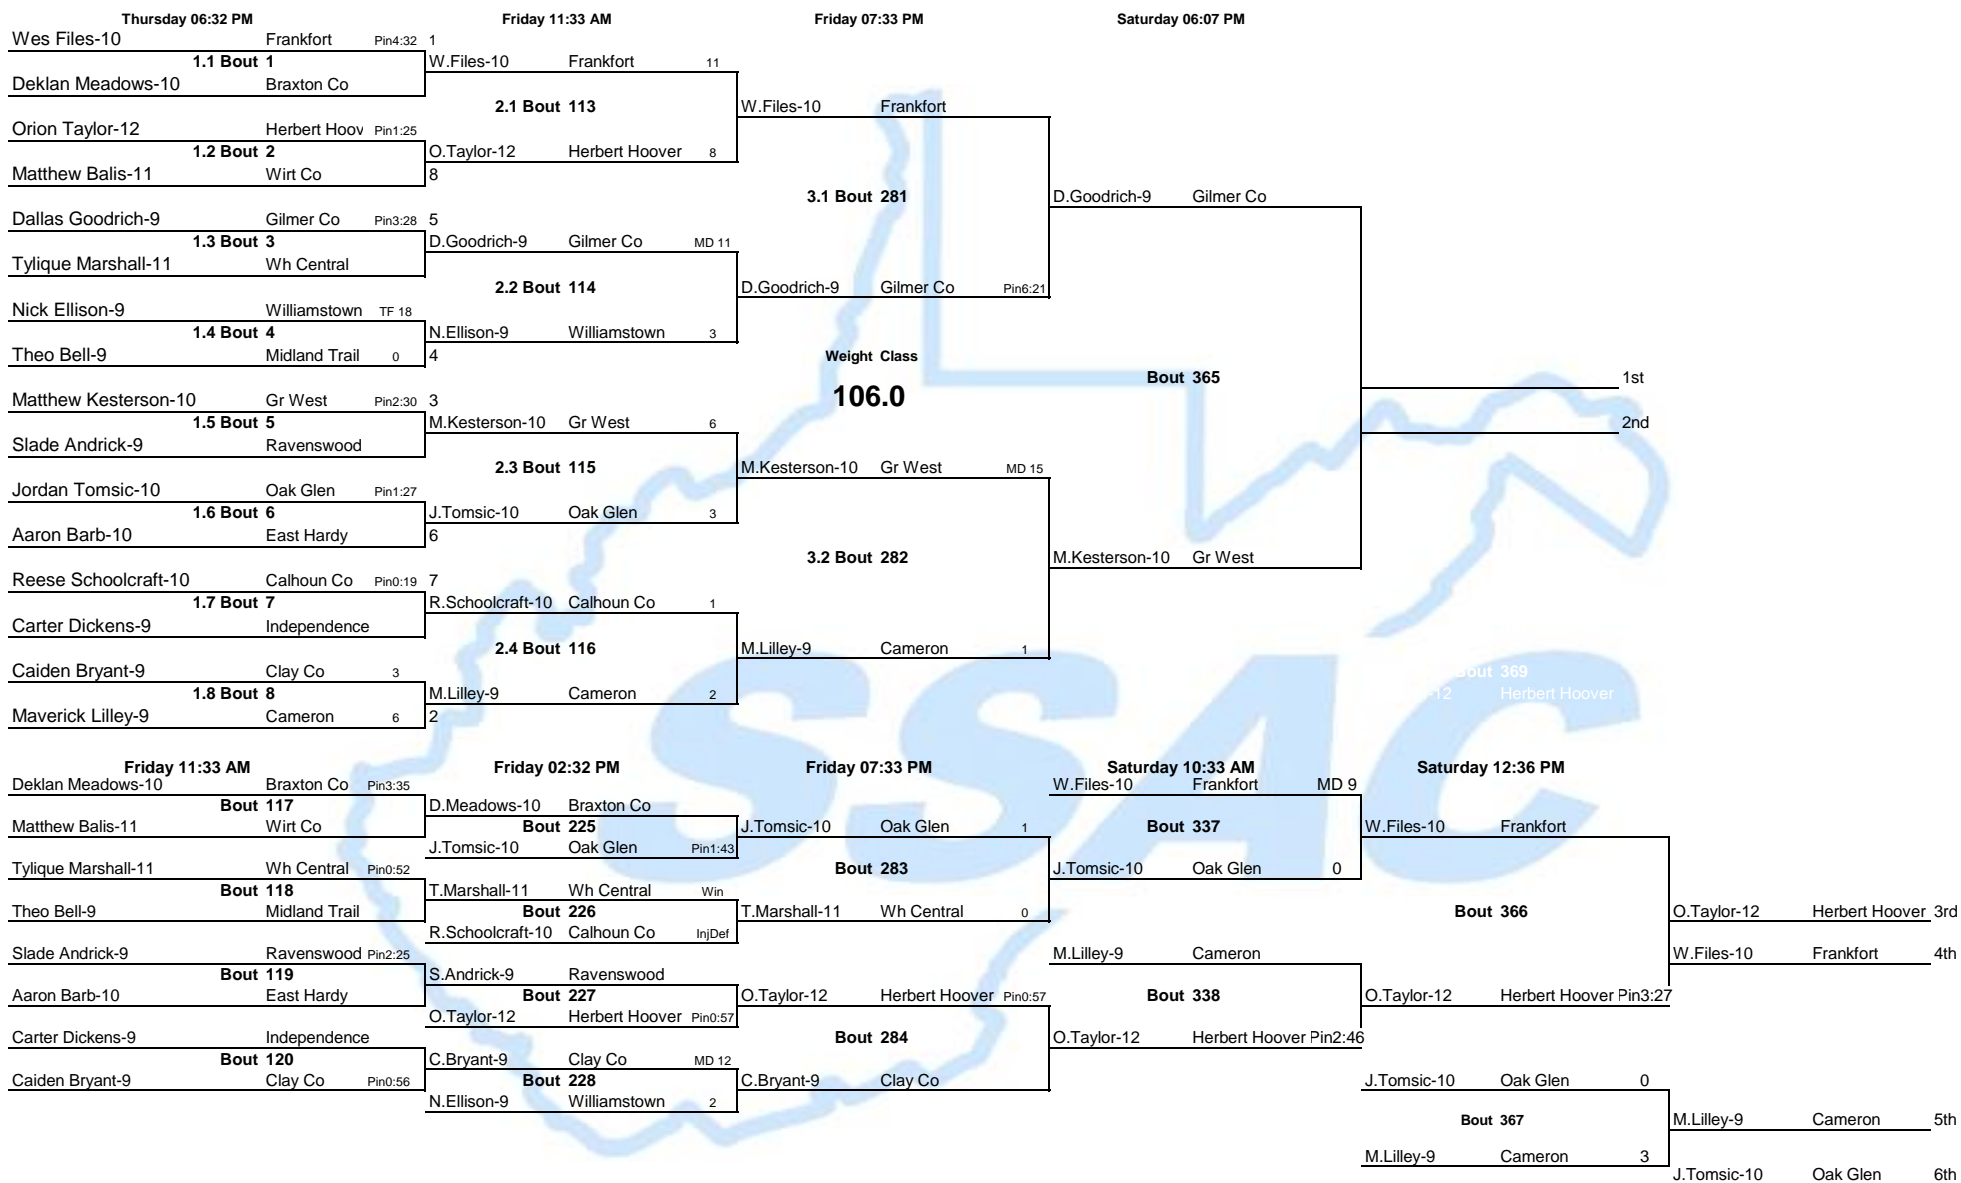 Thursday 06:32 PM Friday 11:33 AM Friday 07:33 PM Saturday 06:07 PM
Wes Files-10 Frankfort Pin4:32 1
1.1 Bout 1 W.Files-10 Frankfort 11
Deklan Meadows-10 Braxton Co
2.1 Bout 113 W.Files-10 Frankfort
Orion Taylor-12 Herbert Hoov Pin1:25
1.2 Bout 2 O.Taylor-12 Herbert Hoover 8
Matthew Balis-11 Wirt Co 8
3.1 Bout 281 D.Goodrich-9 Gilmer Co
Dallas Goodrich-9 Gilmer Co Pin3:28 5
1.3 Bout 3 D.Goodrich-9 Gilmer Co MD 11
Tylique Marshall-11 Wh Central
2.2 Bout 114 D.Goodrich-9 Gilmer Co Pin6:21
Nick Ellison-9 Williamstown TF 18
1.4 Bout 4 N.Ellison-9 Williamstown 3
Theo Bell-9 Midland Trail 0 4 Weight Class
Bout 365 1st
Matthew Kesterson-10 Gr West Pin2:30 3 106.0
1.5 Bout 5 M.Kesterson-10 Gr West 6 2nd
Slade Andrick-9 Ravenswood
2.3 Bout 115 M.Kesterson-10 Gr West MD 15
Jordan Tomsic-10 Oak Glen Pin1:27
1.6 Bout 6 J.Tomsic-10 Oak Glen 3
Aaron Barb-10 East Hardy 6
3.2 Bout 282 M.Kesterson-10 Gr West
Reese Schoolcraft-10 Calhoun Co Pin0:19 7
1.7 Bout 7 R.Schoolcraft-10 Calhoun Co 1
Carter Dickens-9 Independence
2.4 Bout 116 M.Lilley-9 Cameron 1
Caiden Bryant-9 Clay Co 3 Bout 369
1.8 Bout 8 M.Lilley-9 Cameron 2 -12 Herbert Hoover
Maverick Lilley-9 Cameron 6 2
SSAC
Friday 11:33 AM Friday 02:32 PM Friday 07:33 PM Saturday 10:33 AM Saturday 12:36 PM
Deklan Meadows-10 Braxton Co Pin3:35 W.Files-10 Frankfort MD 9
Bout 117 D.Meadows-10 Braxton Co
Matthew Balis-11 Wirt Co Bout 225 J.Tomsic-10 Oak Glen 1 Bout 337 W.Files-10 Frankfort
J.Tomsic-10 Oak Glen Pin1:43
Tylique Marshall-11 Wh Central Pin0:52 Bout 283 J.Tomsic-10 Oak Glen 0
Bout 118 T.Marshall-11 Wh Central Win
Theo Bell-9 Midland Trail Bout 226 T.Marshall-11 Wh Central 0 Bout 366 O.Taylor-12 Herbert Hoover 3rd
R.Schoolcraft-10 Calhoun Co InjDef
Slade Andrick-9 Ravenswood Pin2:25 M.Lilley-9 Cameron W.Files-10 Frankfort 4th
Bout 119 S.Andrick-9 Ravenswood
Aaron Barb-10 East Hardy Bout 227 O.Taylor-12 Herbert Hoover Pin0:57 Bout 338 O.Taylor-12 Herbert Hoover Pin3:27
O.Taylor-12 Herbert Hoover Pin0:57
Carter Dickens-9 Independence Bout 284 O.Taylor-12 Herbert Hoover Pin2:46
Bout 120 C.Bryant-9 Clay Co MD 12
Caiden Bryant-9 Clay Co Pin0:56 Bout 228 C.Bryant-9 Clay Co J.Tomsic-10 Oak Glen 0
N.Ellison-9 Williamstown 2
Bout 367 M.Lilley-9 Cameron 5th
M.Lilley-9 Cameron 3
J.Tomsic-10 Oak Glen 6th